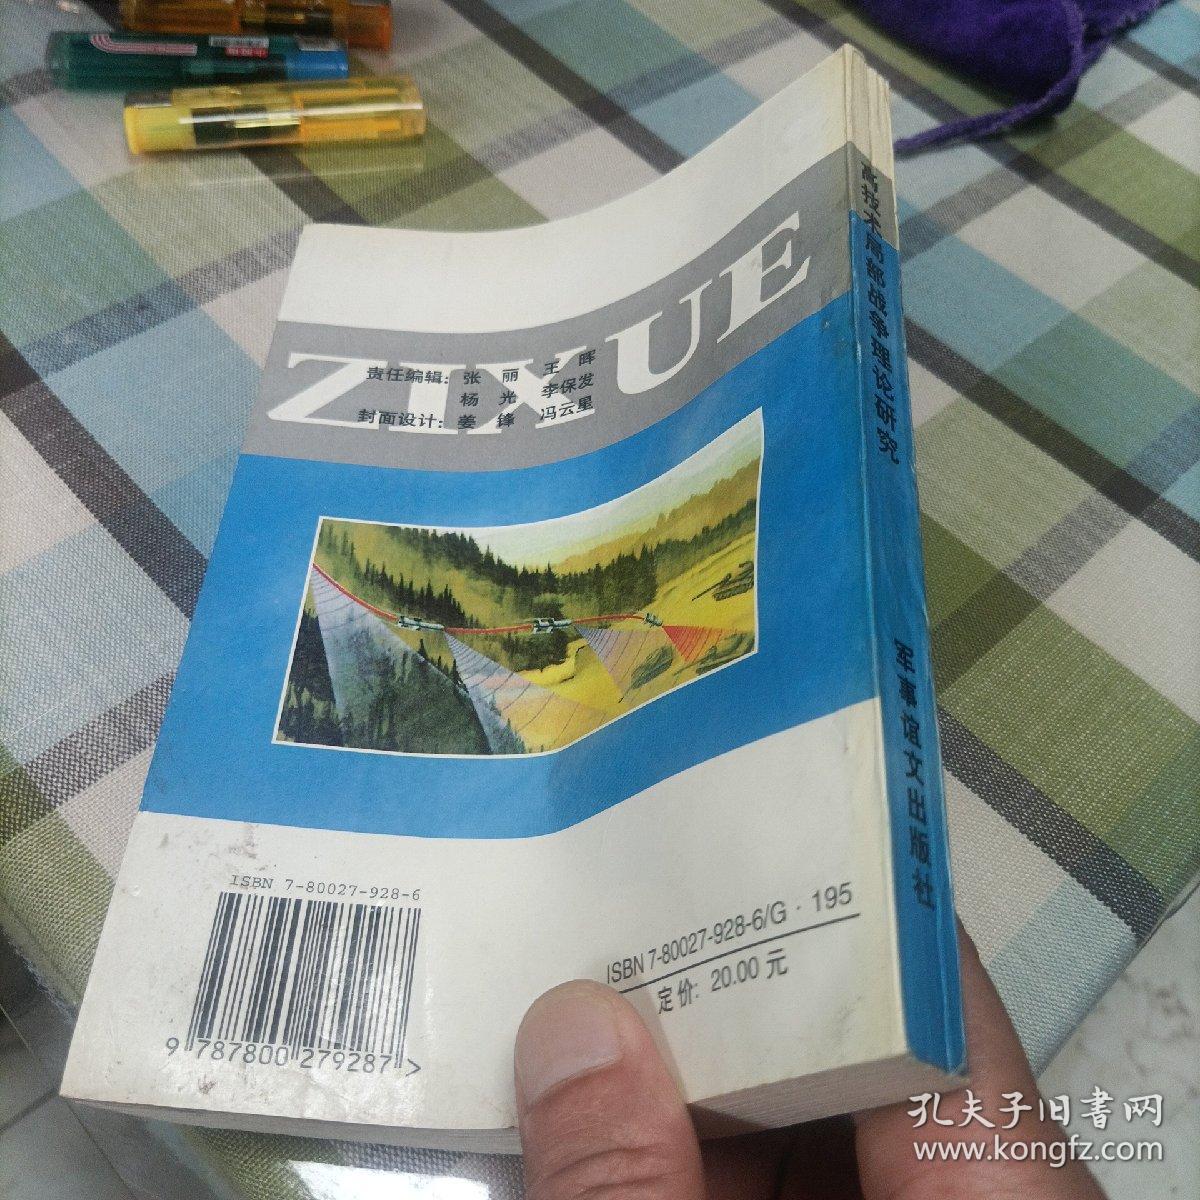 ZIXUE
责任编辑：张 丽 王 晖
杨 光 李保发
封面设计：姜 锋 冯云星
ISBN 7-80027-928-6
9 787800 279287 >
ISBN 7-80027-928-6/G · 195
定价: 20.00 元
高技术局部战争理论研究
军事谊文出版社
孔夫子旧書网
www.kongfz.com